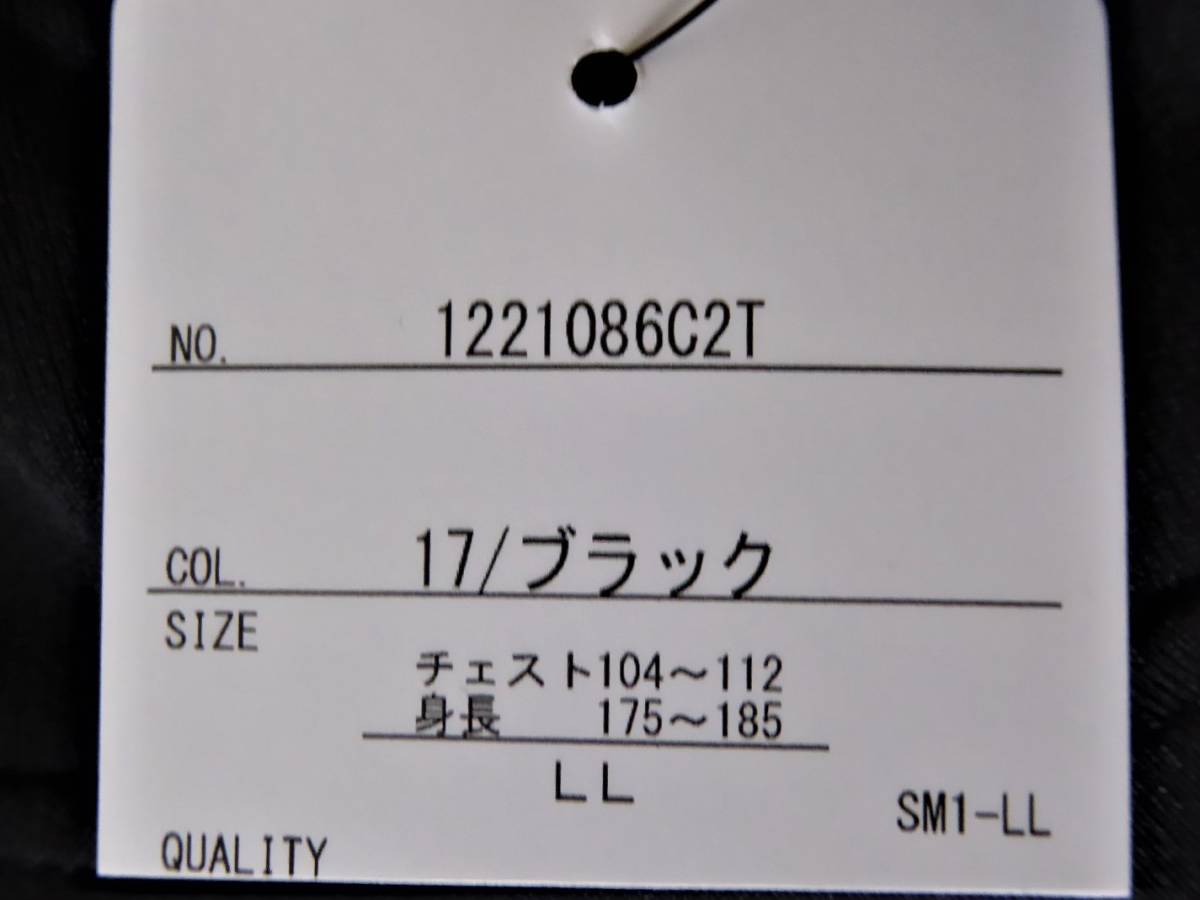 NO. 1221086C2T
COL. 17/ブラック
SIZE
チェスト104～112
身長 175～185
LL
SM1-LL
QUALITY